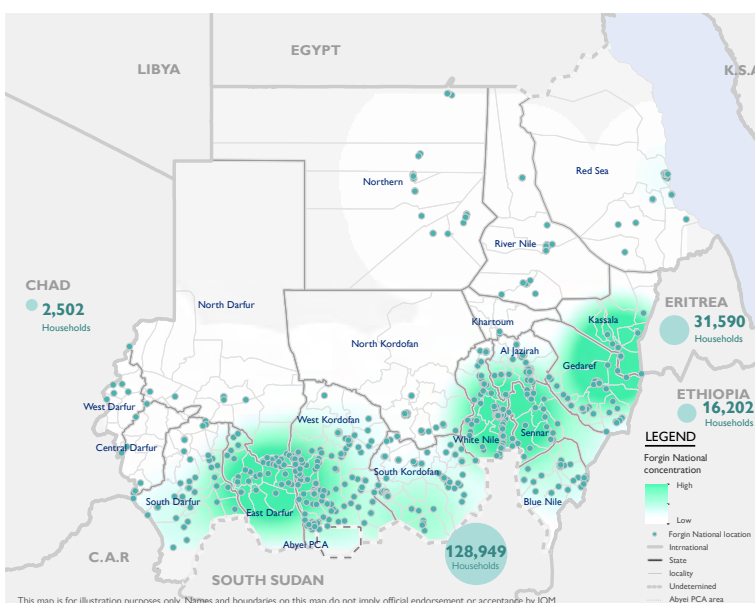 EGYPT
LIBYA
K.S.A
Red Sea
Northern
River Nile
CHAD
2,502
Households
North Darfur
ERITREA
31,590
Households
Kassala
Khartoum
North Kordofan
Al Jazirah
Gedaref
ETHIOPIA
16,202
Households
West Darfur
West Kordofan
Central Darfur
White Nile
Sennar
South Kordofan
South Darfur
East Darfur
Blue Nile
Abyei PCA
C.A.R
SOUTH SUDAN
128,949
Households
LEGEND
Forgin National
concentration
High
Low
Forgin National location
Intrnational
State
locality
Undeternined
Abyei PCA area
This map is for illustration purposes only. Names and boundaries on this map do not imply official endorsement or acceptance by IOM